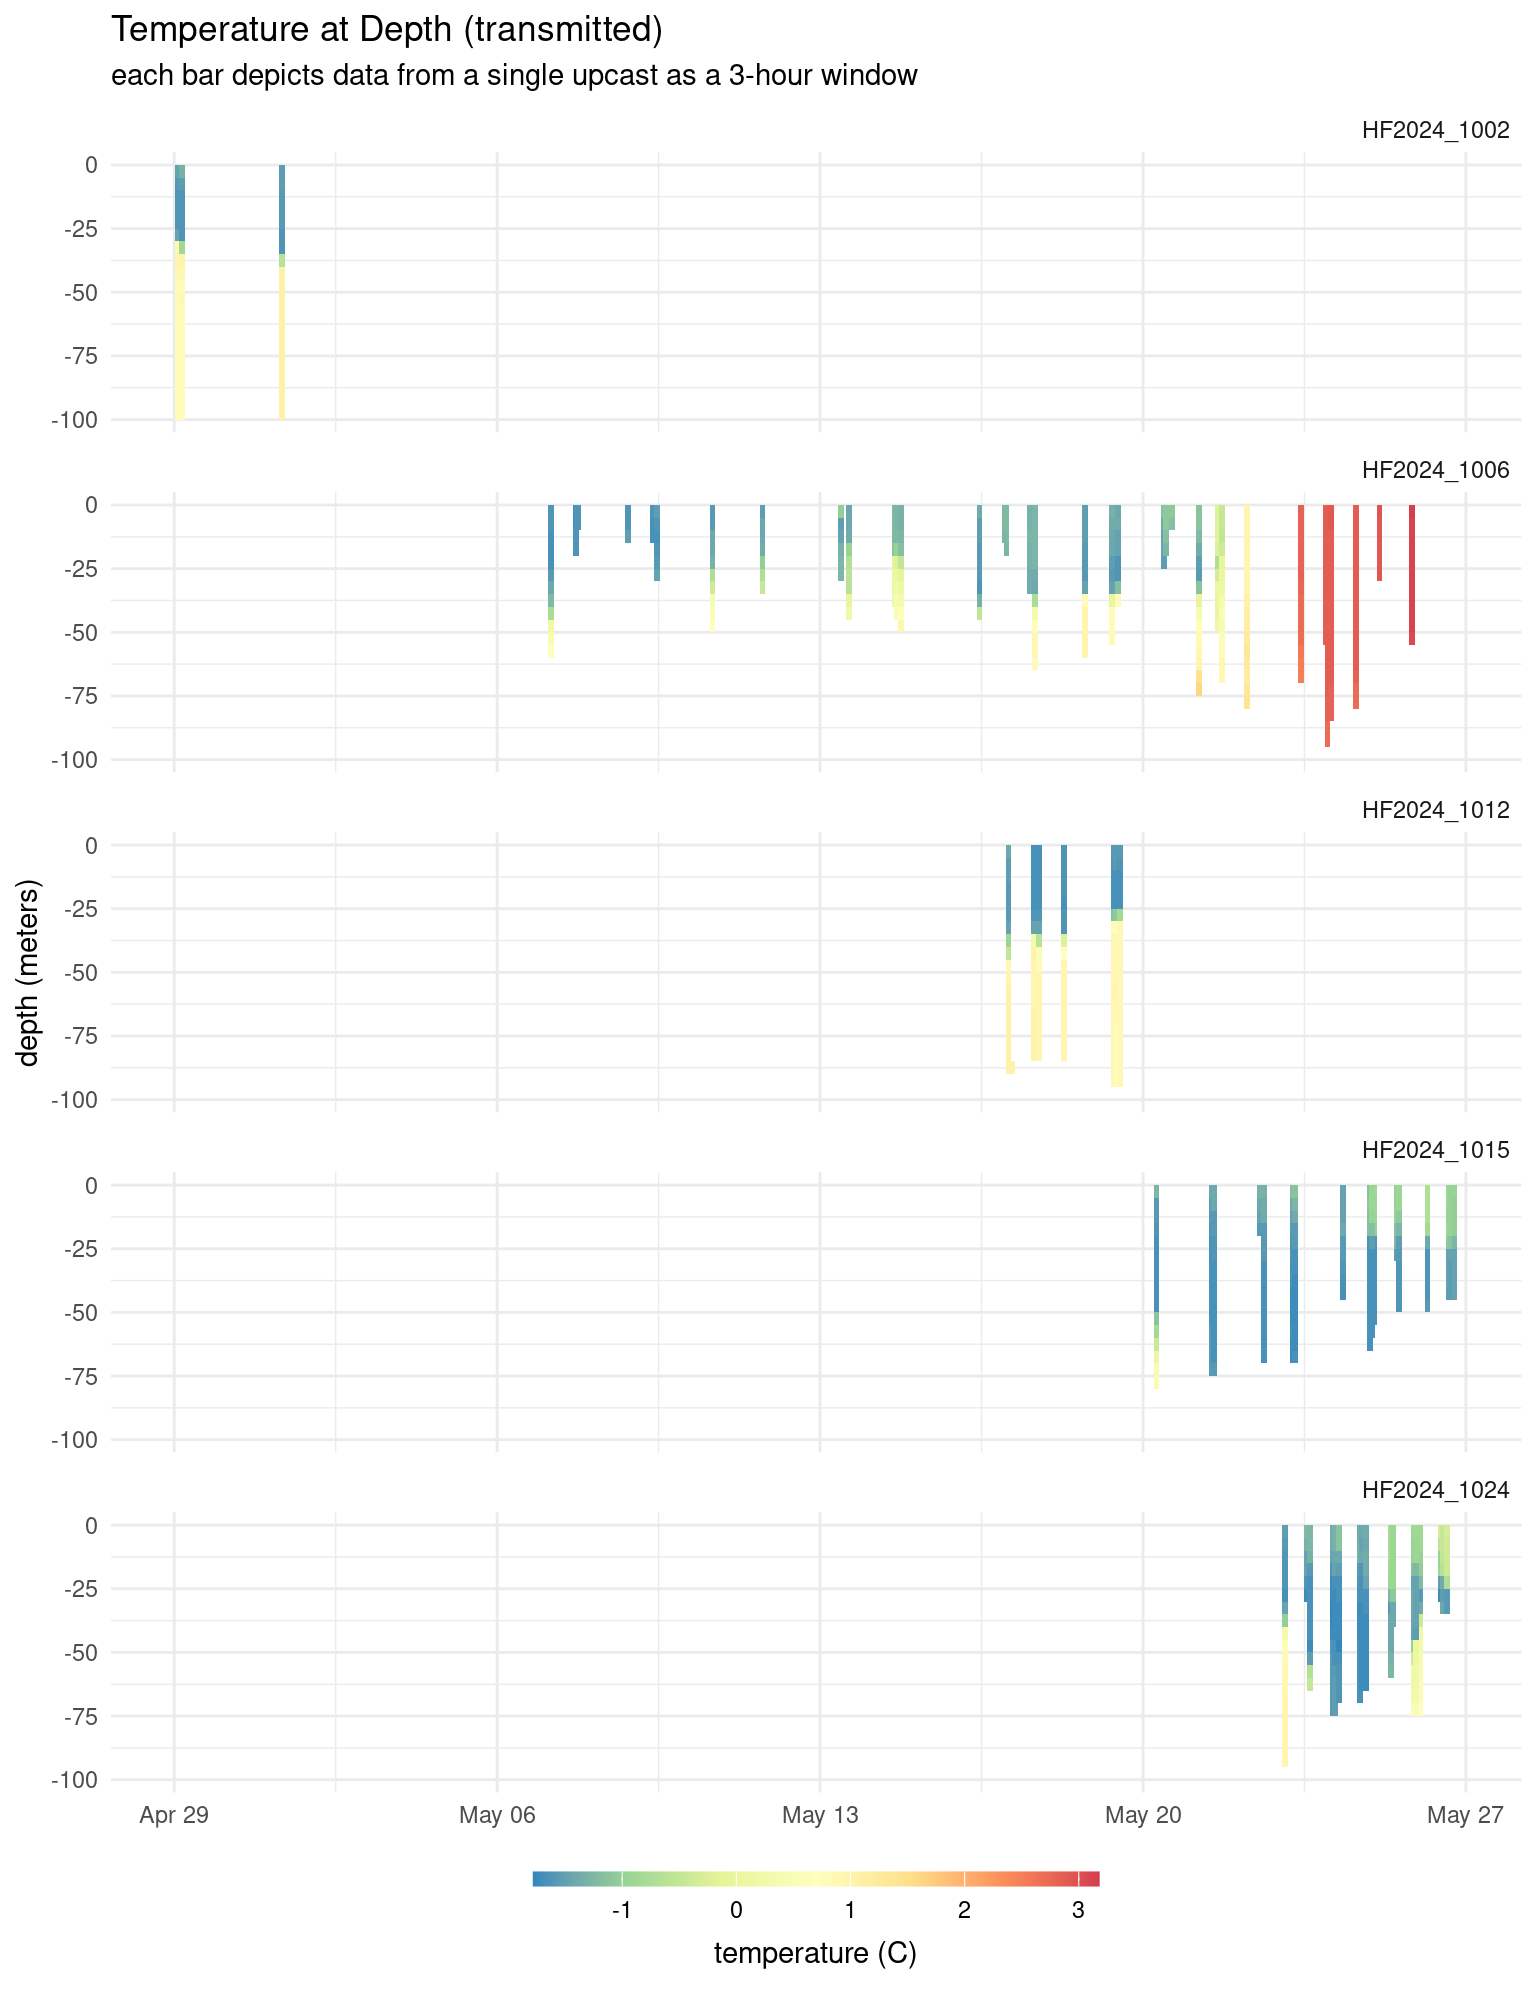 Temperature at Depth (transmitted)
each bar depicts data from a single upcast as a 3-hour window
HF2024_1002
0
-25
-50
-75
-100
HF2024_1006
0
-25
-50
-75
-100
HF2024_1012
0
-25
-50
-75
-100
depth (meters)
HF2024_1015
0
-25
-50
-75
-100
HF2024_1024
0
-25
-50
-75
-100
Apr 29 May 06 May 13 May 20 May 27
-1 0 1 2 3
temperature (C)